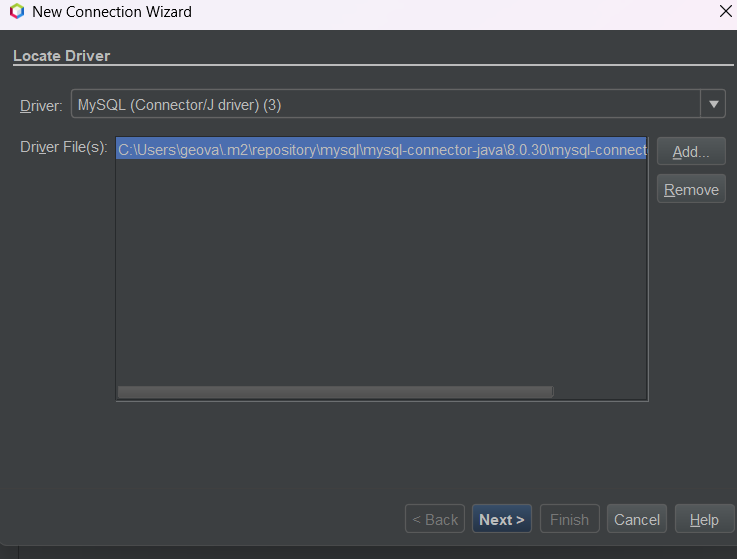 New Connection Wizard
Locate Driver
Driver: MySQL (Connector/J driver) (3)
Driver File(s): C:\Users\geova\.m2\repository\mysql\mysql-connector-java\8.0.30\mysql-connect
Add...
Remove
< Back Next > Finish Cancel Help